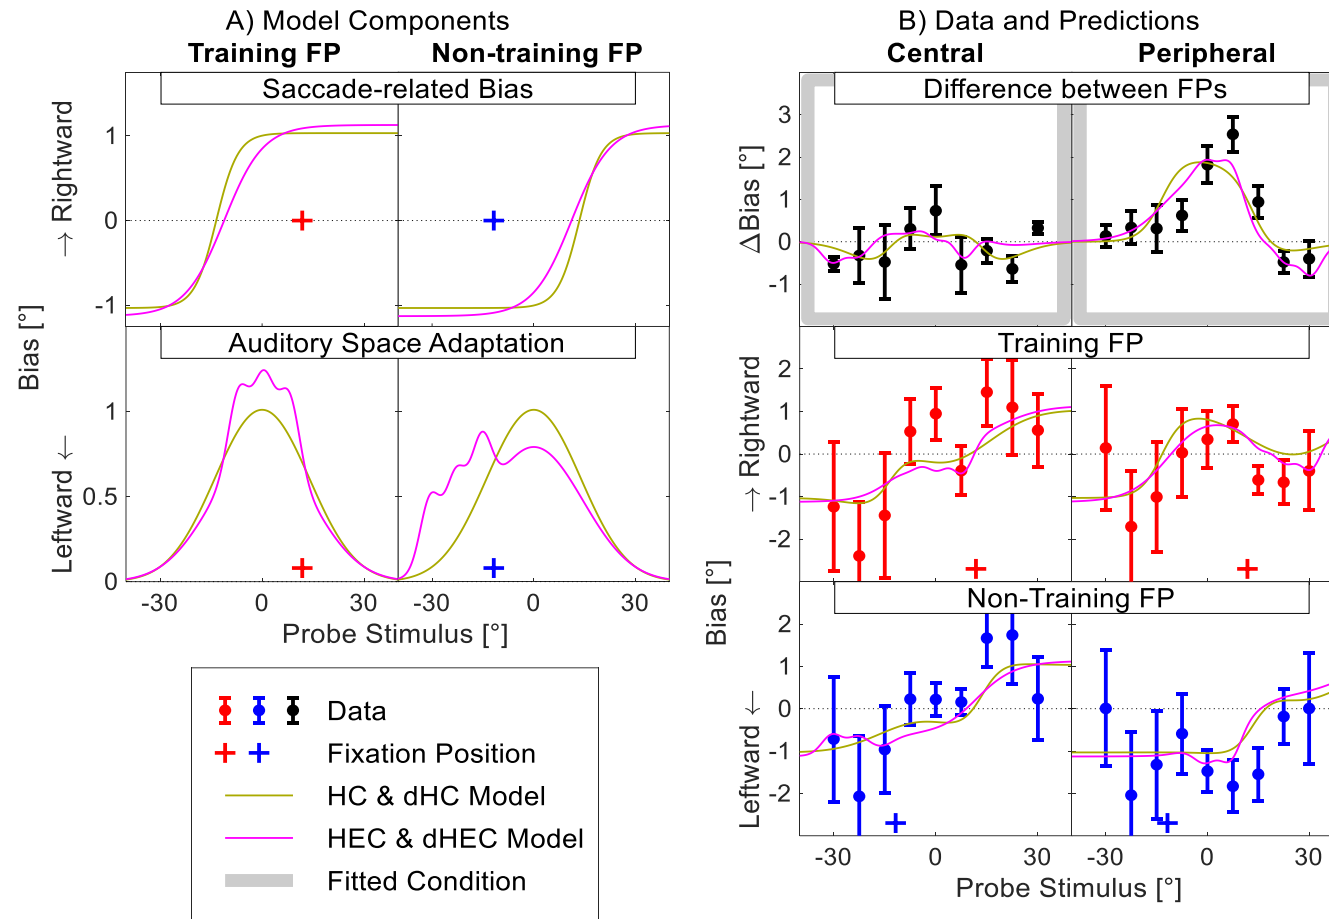 A) Model Components
Training FP
Non-training FP
Saccade-related Bias
Bias [°]
→ Rightward
Leftward ←
1
0
-1
Auditory Space Adaptation
1
0.5
0
-30
0
30
-30
0
30
Probe Stimulus [°]
Data
Fixation Position
HC & dHC Model
HEC & dHEC Model
Fitted Condition
B) Data and Predictions
Central
Peripheral
Difference between FPs
ΔBias [°]
3
2
1
0
-1
Training FP
Bias [°]
→ Rightward
Leftward ←
2
1
0
-1
-2
Non-Training FP
2
1
0
-1
-2
-30
0
30
-30
0
30
Probe Stimulus [°]